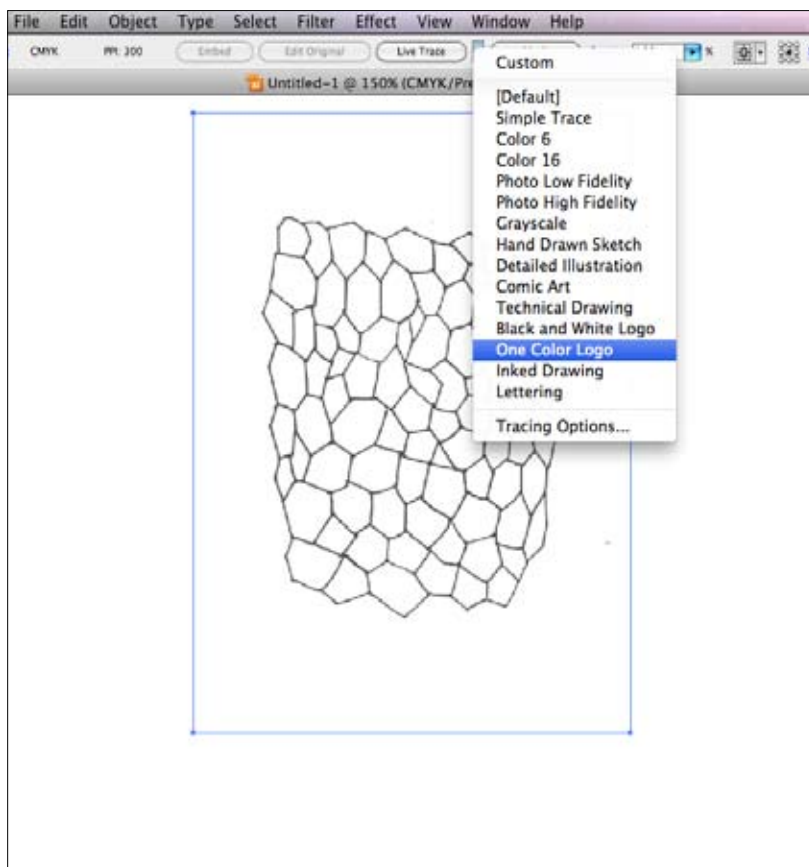 File Edit Object Type Select Filter Effect View Window Help
CMYK PPI: 300 Embed Edit Original Live Trace %
Untitled-1 @ 150% (CMYK/Pre
Custom
[Default]
Simple Trace
Color 6
Color 16
Photo Low Fidelity
Photo High Fidelity
Grayscale
Hand Drawn Sketch
Detailed Illustration
Comic Art
Technical Drawing
Black and White Logo
One Color Logo
Inked Drawing
Lettering
Tracing Options...